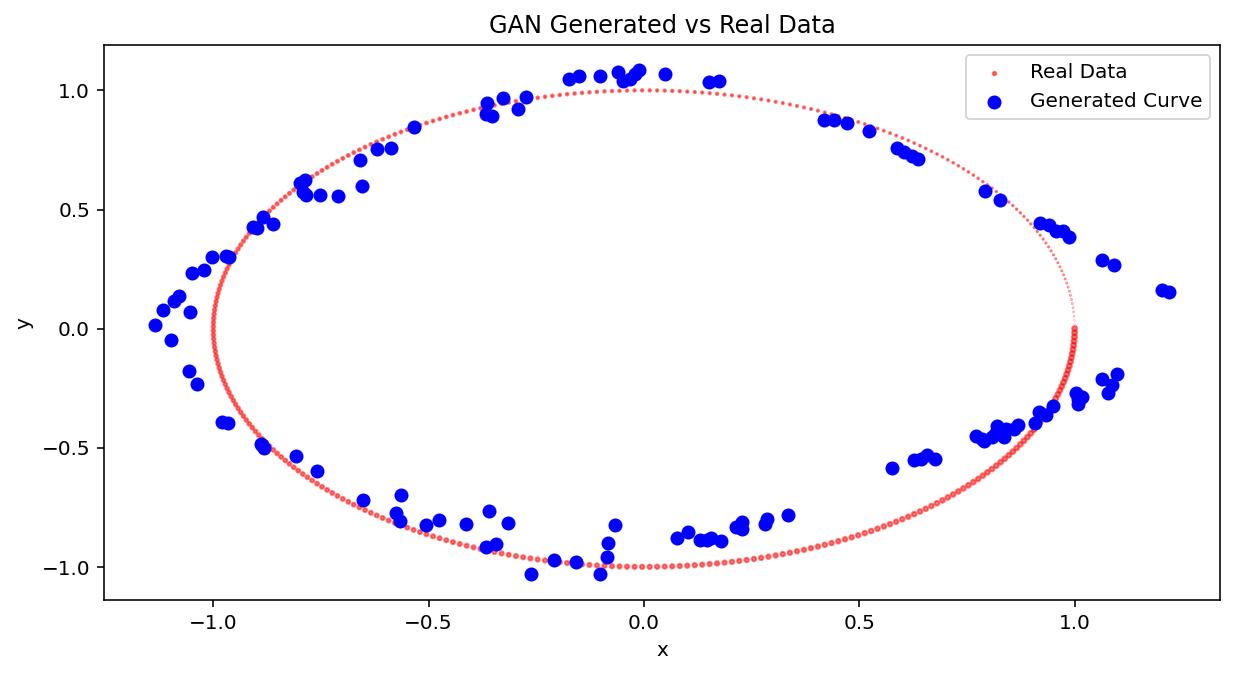 GAN Generated vs Real Data
Real Data
Generated Curve
1.0
0.5
0.0
−0.5
−1.0
y
−1.0 −0.5 0.0 0.5 1.0
x